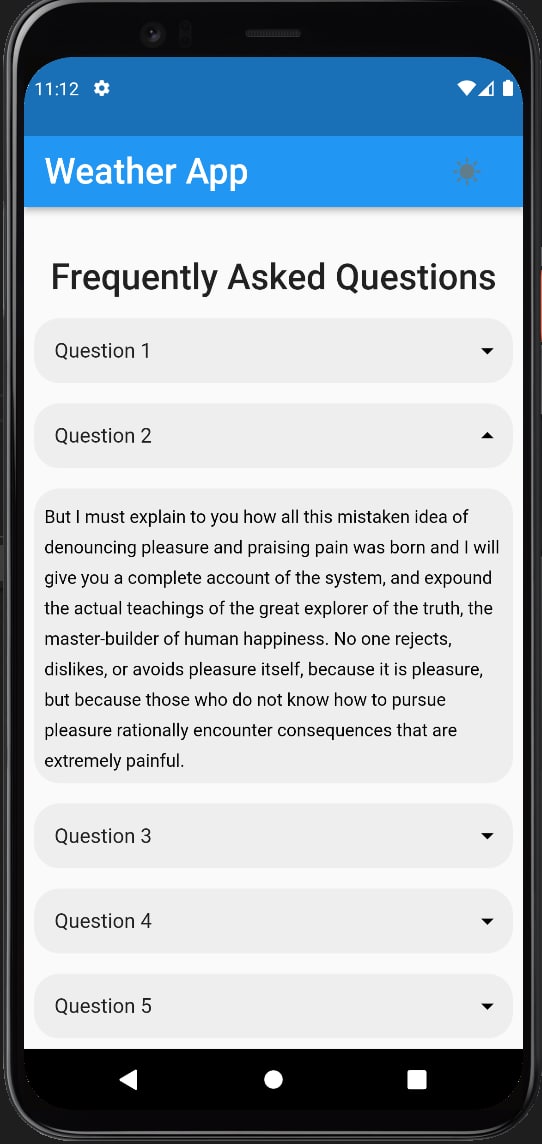 11:12
Weather App
Frequently Asked Questions
Question 1
Question 2
But I must explain to you how all this mistaken idea of
denouncing pleasure and praising pain was born and I will
give you a complete account of the system, and expound
the actual teachings of the great explorer of the truth, the
master-builder of human happiness. No one rejects,
dislikes, or avoids pleasure itself, because it is pleasure,
but because those who do not know how to pursue
pleasure rationally encounter consequences that are
extremely painful.
Question 3
Question 4
Question 5